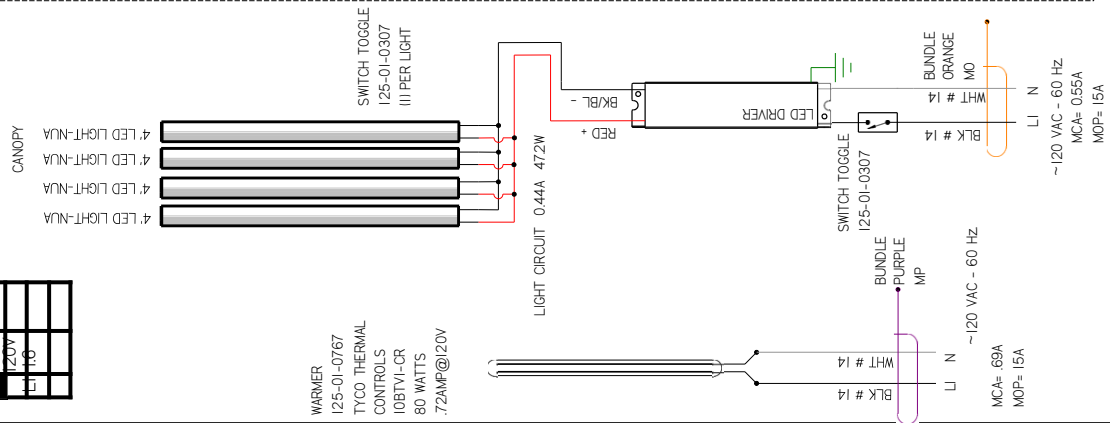 CANOPY
4' LED LIGHT-NUA
4' LED LIGHT-NUA
4' LED LIGHT-NUA
4' LED LIGHT-NUA
SWITCH TOGGLE
125-01-0307
(1) PER LIGHT
LIGHT CIRCUIT 0.44A 47.2W
BK/BL -
RED +
LED DRIVER
SWITCH TOGGLE
125-01-0307
BUNDLE
ORANGE
MO
WHT # 14
BLK # 14
N
L1
~120 VAC - 60 Hz
MCA= 0.55A
MOP= 15A
120V
L1 1.6
WARMER
125-01-0767
TYCO THERMAL
CONTROLS
10BTV1-CR
80 WATTS
.72AMP@120V
BUNDLE
PURPLE
MP
WHT # 14
BLK # 14
N
L1
~120 VAC - 60 Hz
MCA= .69A
MOP= 15A